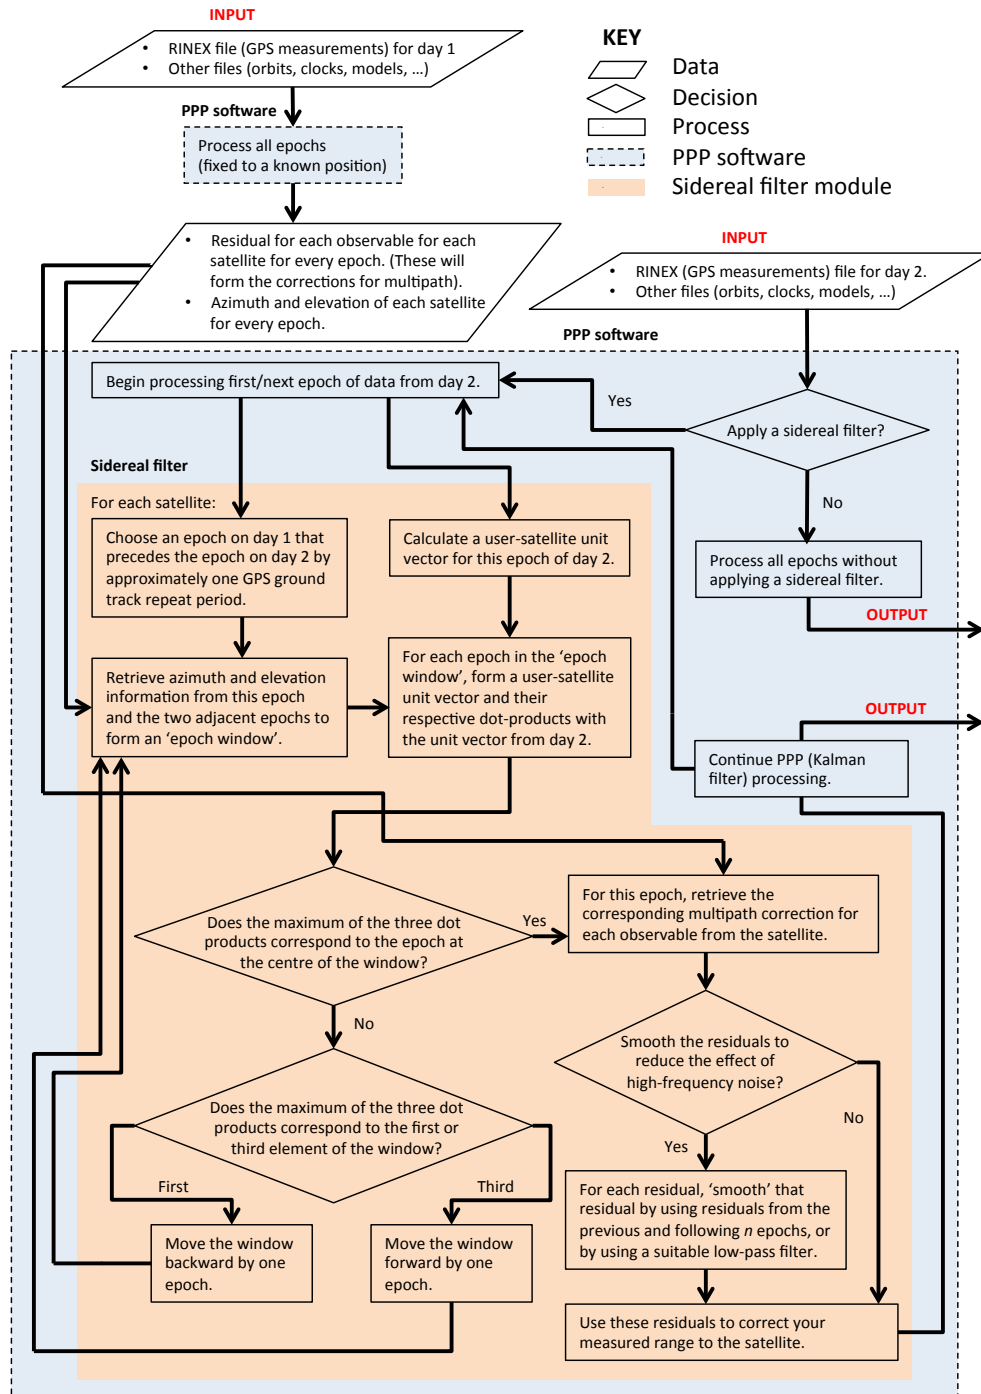 INPUT
• RINEX file (GPS measurements) for day 1
• Other files (orbits, clocks, models, ...)
KEY
Data
Decision
Process
PPP software
Sidereal filter module
PPP software
Process all epochs
(fixed to a known position)
• Residual for each observable for each
satellite for every epoch. (These will
form the corrections for multipath).
• Azimuth and elevation of each satellite
for every epoch.
INPUT
• RINEX (GPS measurements) file for day 2.
• Other files (orbits, clocks, models, ...)
PPP software
Begin processing first/next epoch of data from day 2.
Yes
Apply a sidereal filter?
No
Process all epochs without
applying a sidereal filter.
OUTPUT
Sidereal filter
For each satellite:
Choose an epoch on day 1 that
precedes the epoch on day 2 by
approximately one GPS ground
track repeat period.
Calculate a user-satellite unit
vector for this epoch of day 2.
Retrieve azimuth and elevation
information from this epoch
and the two adjacent epochs to
form an ‘epoch window’.
For each epoch in the ‘epoch
window’, form a user-satellite
unit vector and their
respective dot-products with
the unit vector from day 2.
OUTPUT
Continue PPP (Kalman
filter) processing.
Does the maximum of the three dot
products correspond to the epoch at
the centre of the window?
Yes
No
For this epoch, retrieve the
corresponding multipath correction for
each observable from the satellite.
Smooth the residuals to
reduce the effect of
high-frequency noise?
No
Yes
Does the maximum of the three dot
products correspond to the first or
third element of the window?
First
Third
Move the window
backward by one
epoch.
Move the window
forward by one
epoch.
For each residual, ‘smooth’ that
residual by using residuals from the
previous and following n epochs, or
by using a suitable low-pass filter.
Use these residuals to correct your
measured range to the satellite.